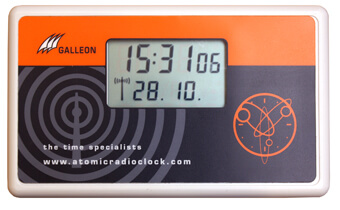 GALLEON
15:31 06
28.10.
the time specialists
www.atomicradioclock.com